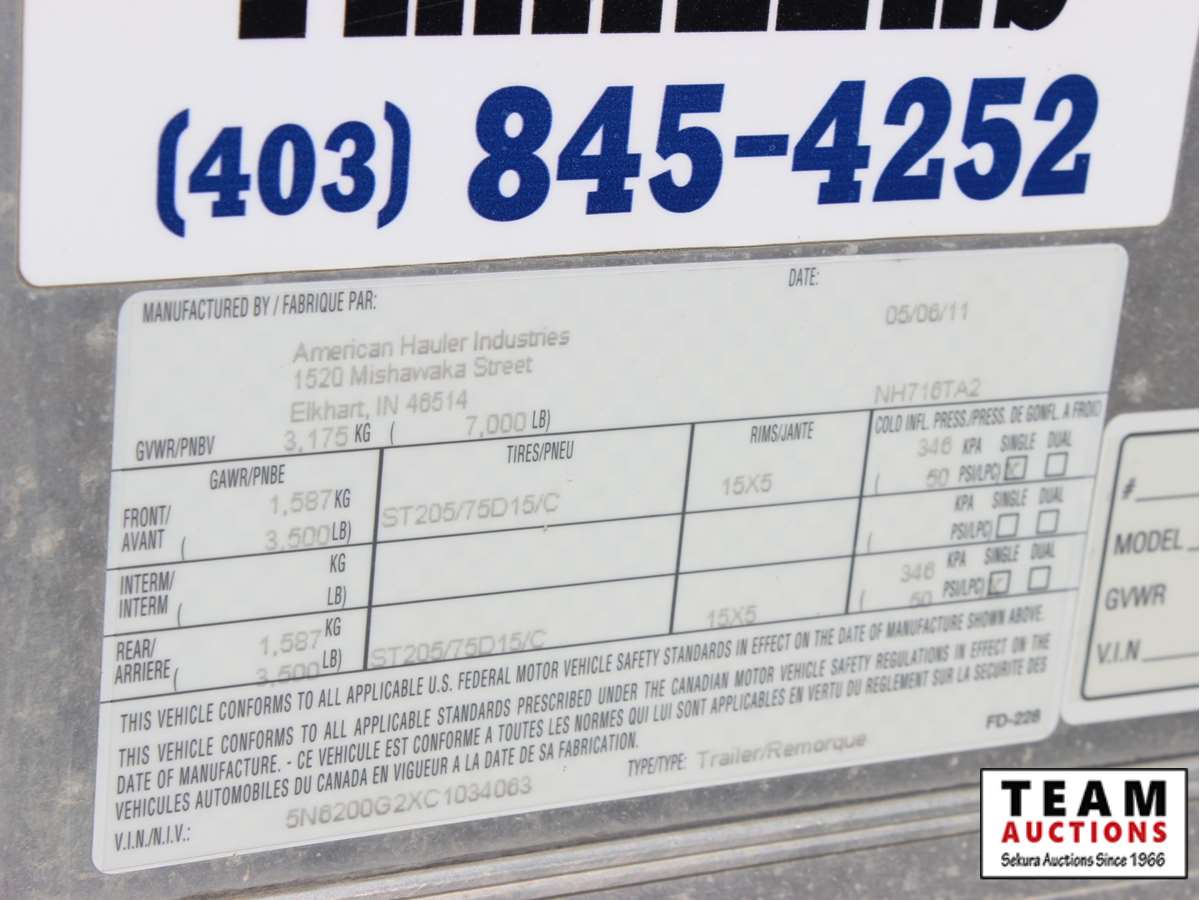 (403) 845-4252
MANUFACTURED BY / FABRIQUE PAR: DATE:
American Hauler Industries 05/06/11
1520 Mishawaka Street
Elkhart, IN 46514 NH716TA2
GVWR/PNBV 3,175 KG ( 7,000 LB)
GAWR/PNBE TIRES/PNEU RIMS/JANTE COLD INFL. PRESS./PRESS. DE GONFL. A FROID
FRONT/ 1,587 KG ST205/75D15/C 15X5 346 KPA SINGLE DUAL
AVANT ( 3,500 LB) ( 50 PSI/LPC)
INTERM/ KG KPA SINGLE DUAL
INTERM ( LB) ( PSI/LPC)
REAR/ 1,587 KG ST205/75D15/C 15X5 346 KPA SINGLE DUAL
ARRIERE ( 3,500 LB) ( 50 PSI/LPC)
THIS VEHICLE CONFORMS TO ALL APPLICABLE U.S. FEDERAL MOTOR VEHICLE SAFETY STANDARDS IN EFFECT ON THE DATE OF MANUFACTURE SHOWN ABOVE.
THIS VEHICLE CONFORMS TO ALL APPLICABLE STANDARDS PRESCRIBED UNDER THE CANADIAN MOTOR VEHICLE SAFETY REGULATIONS IN EFFECT ON THE
DATE OF MANUFACTURE. - CE VEHICULE EST CONFORME A TOUTES LES NORMES QUI LUI SONT APPLICABLES EN VERTU DU REGLEMENT SUR LA SECURITE DES
VEHICULES AUTOMOBILES DU CANADA EN VIGUEUR A LA DATE DE SA FABRICATION. FD-226
V.I.N./N.I.V.: 5N6200G2XC1034063 TYPE/TYPE: Trailer/Remorque
#
MODEL
GVWR
V.I.N
TEAM
AUCTIONS
Sekura Auctions Since 1966